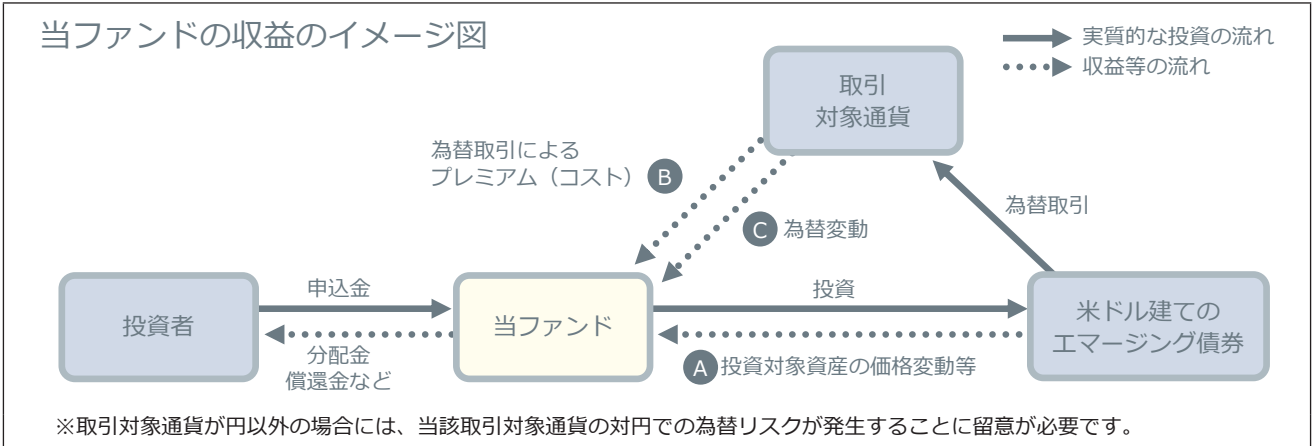 当ファンドの収益のイメージ図
実質的な投資の流れ
収益等の流れ
取引
対象通貨
為替取引による
プレミアム（コスト）
B
C
為替変動
為替取引
投資者
申込金
分配金
償還金など
当ファンド
投資
A
投資対象資産の価格変動等
米ドル建ての
エマージング債券
※取引対象通貨が円以外の場合には、当該取引対象通貨の対円での為替リスクが発生することに留意が必要です。